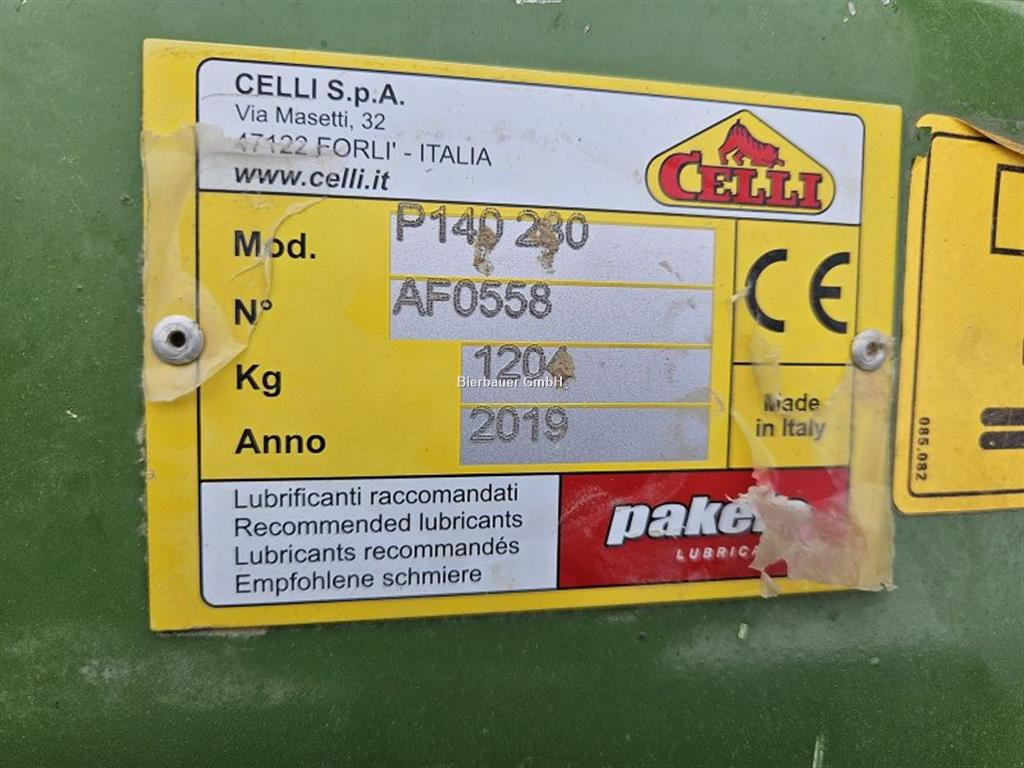 CELLI S.p.A.
Via Masetti, 32
47122 FORLI' - ITALIA
www.celli.it
CELLI
Mod. P140 280
N° AF0558
Kg 1204
Bierbauer GmbH
Anno 2019
CE
Made
in Italy
Lubrificanti raccomandati
Recommended lubricants
Lubricants recommandés
Empfohlene schmiere
085.082